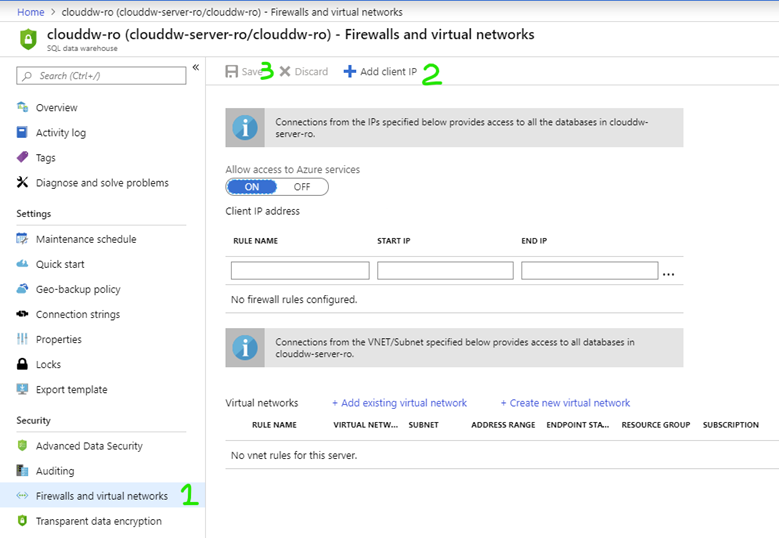 Home > clouddw-ro (clouddw-server-ro/clouddw-ro) - Firewalls and virtual networks
clouddw-ro (clouddw-server-ro/clouddw-ro) - Firewalls and virtual networks
SQL data warehouse
Search (Ctrl+/)
«
Overview
Activity log
Tags
Diagnose and solve problems
Settings
Maintenance schedule
Quick start
Geo-backup policy
Connection strings
Properties
Locks
Export template
Security
Advanced Data Security
Auditing
Firewalls and virtual networks 1
Transparent data encryption
Save 3 Discard + Add client IP 2
Connections from the IPs specified below provides access to all the databases in clouddw-
server-ro.
Allow access to Azure services
ON OFF
Client IP address
RULE NAME START IP END IP
...
No firewall rules configured.
Connections from the VNET/Subnet specified below provides access to all databases in
clouddw-server-ro.
Virtual networks + Add existing virtual network + Create new virtual network
RULE NAME VIRTUAL NETW... SUBNET ADDRESS RANGE ENDPOINT STA... RESOURCE GROUP SUBSCRIPTION
No vnet rules for this server.